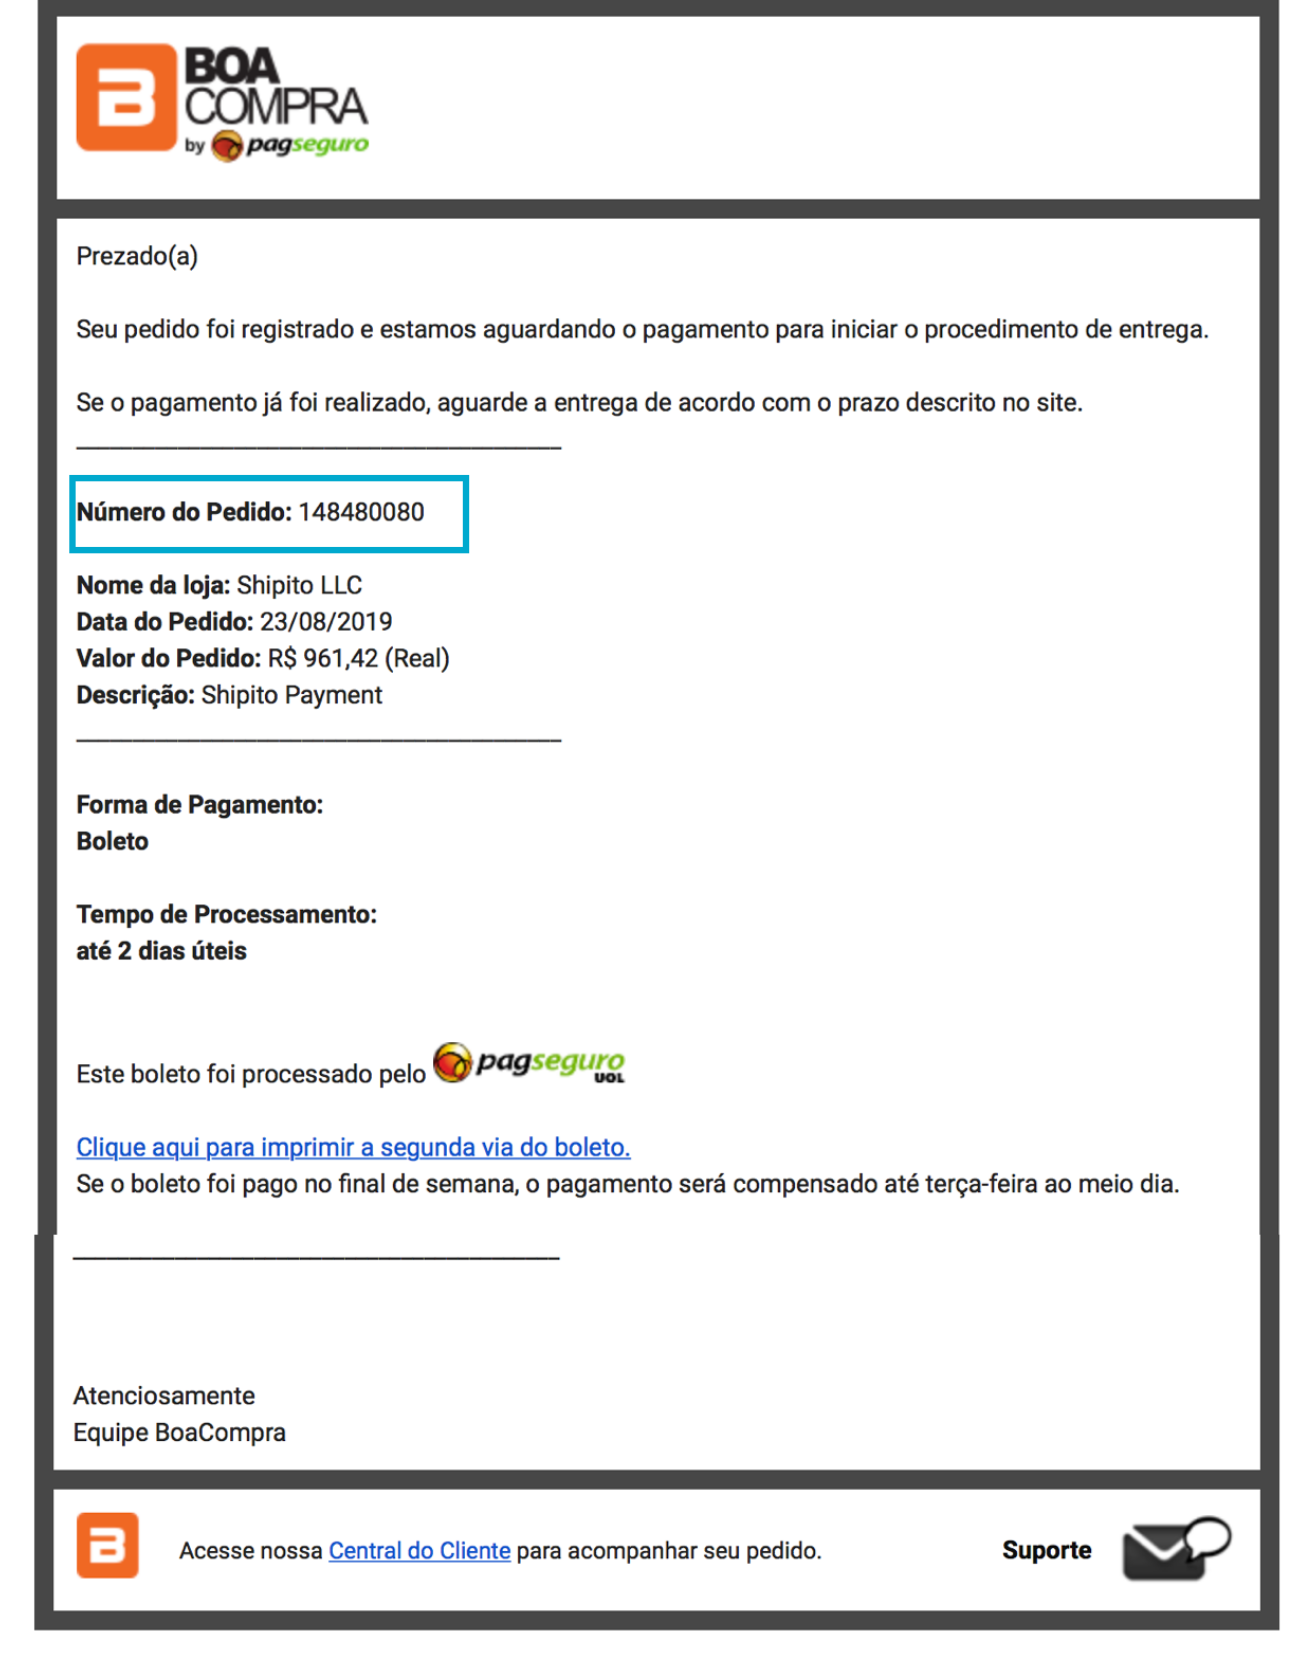 BOA
COMPRA
by pagseguro
Prezado(a)
Seu pedido foi registrado e estamos aguardando o pagamento para iniciar o procedimento de entrega.
Se o pagamento já foi realizado, aguarde a entrega de acordo com o prazo descrito no site.
Número do Pedido: 148480080
Nome da loja: Shipito LLC
Data do Pedido: 23/08/2019
Valor do Pedido: R$ 961,42 (Real)
Descrição: Shipito Payment
Forma de Pagamento:
Boleto
Tempo de Processamento:
até 2 dias úteis
Este boleto foi processado pelo pagseguro
UOL
Clique aqui para imprimir a segunda via do boleto.
Se o boleto foi pago no final de semana, o pagamento será compensado até terça-feira ao meio dia.
Atenciosamente
Equipe BoaCompra
Acesse nossa Central do Cliente para acompanhar seu pedido. Suporte